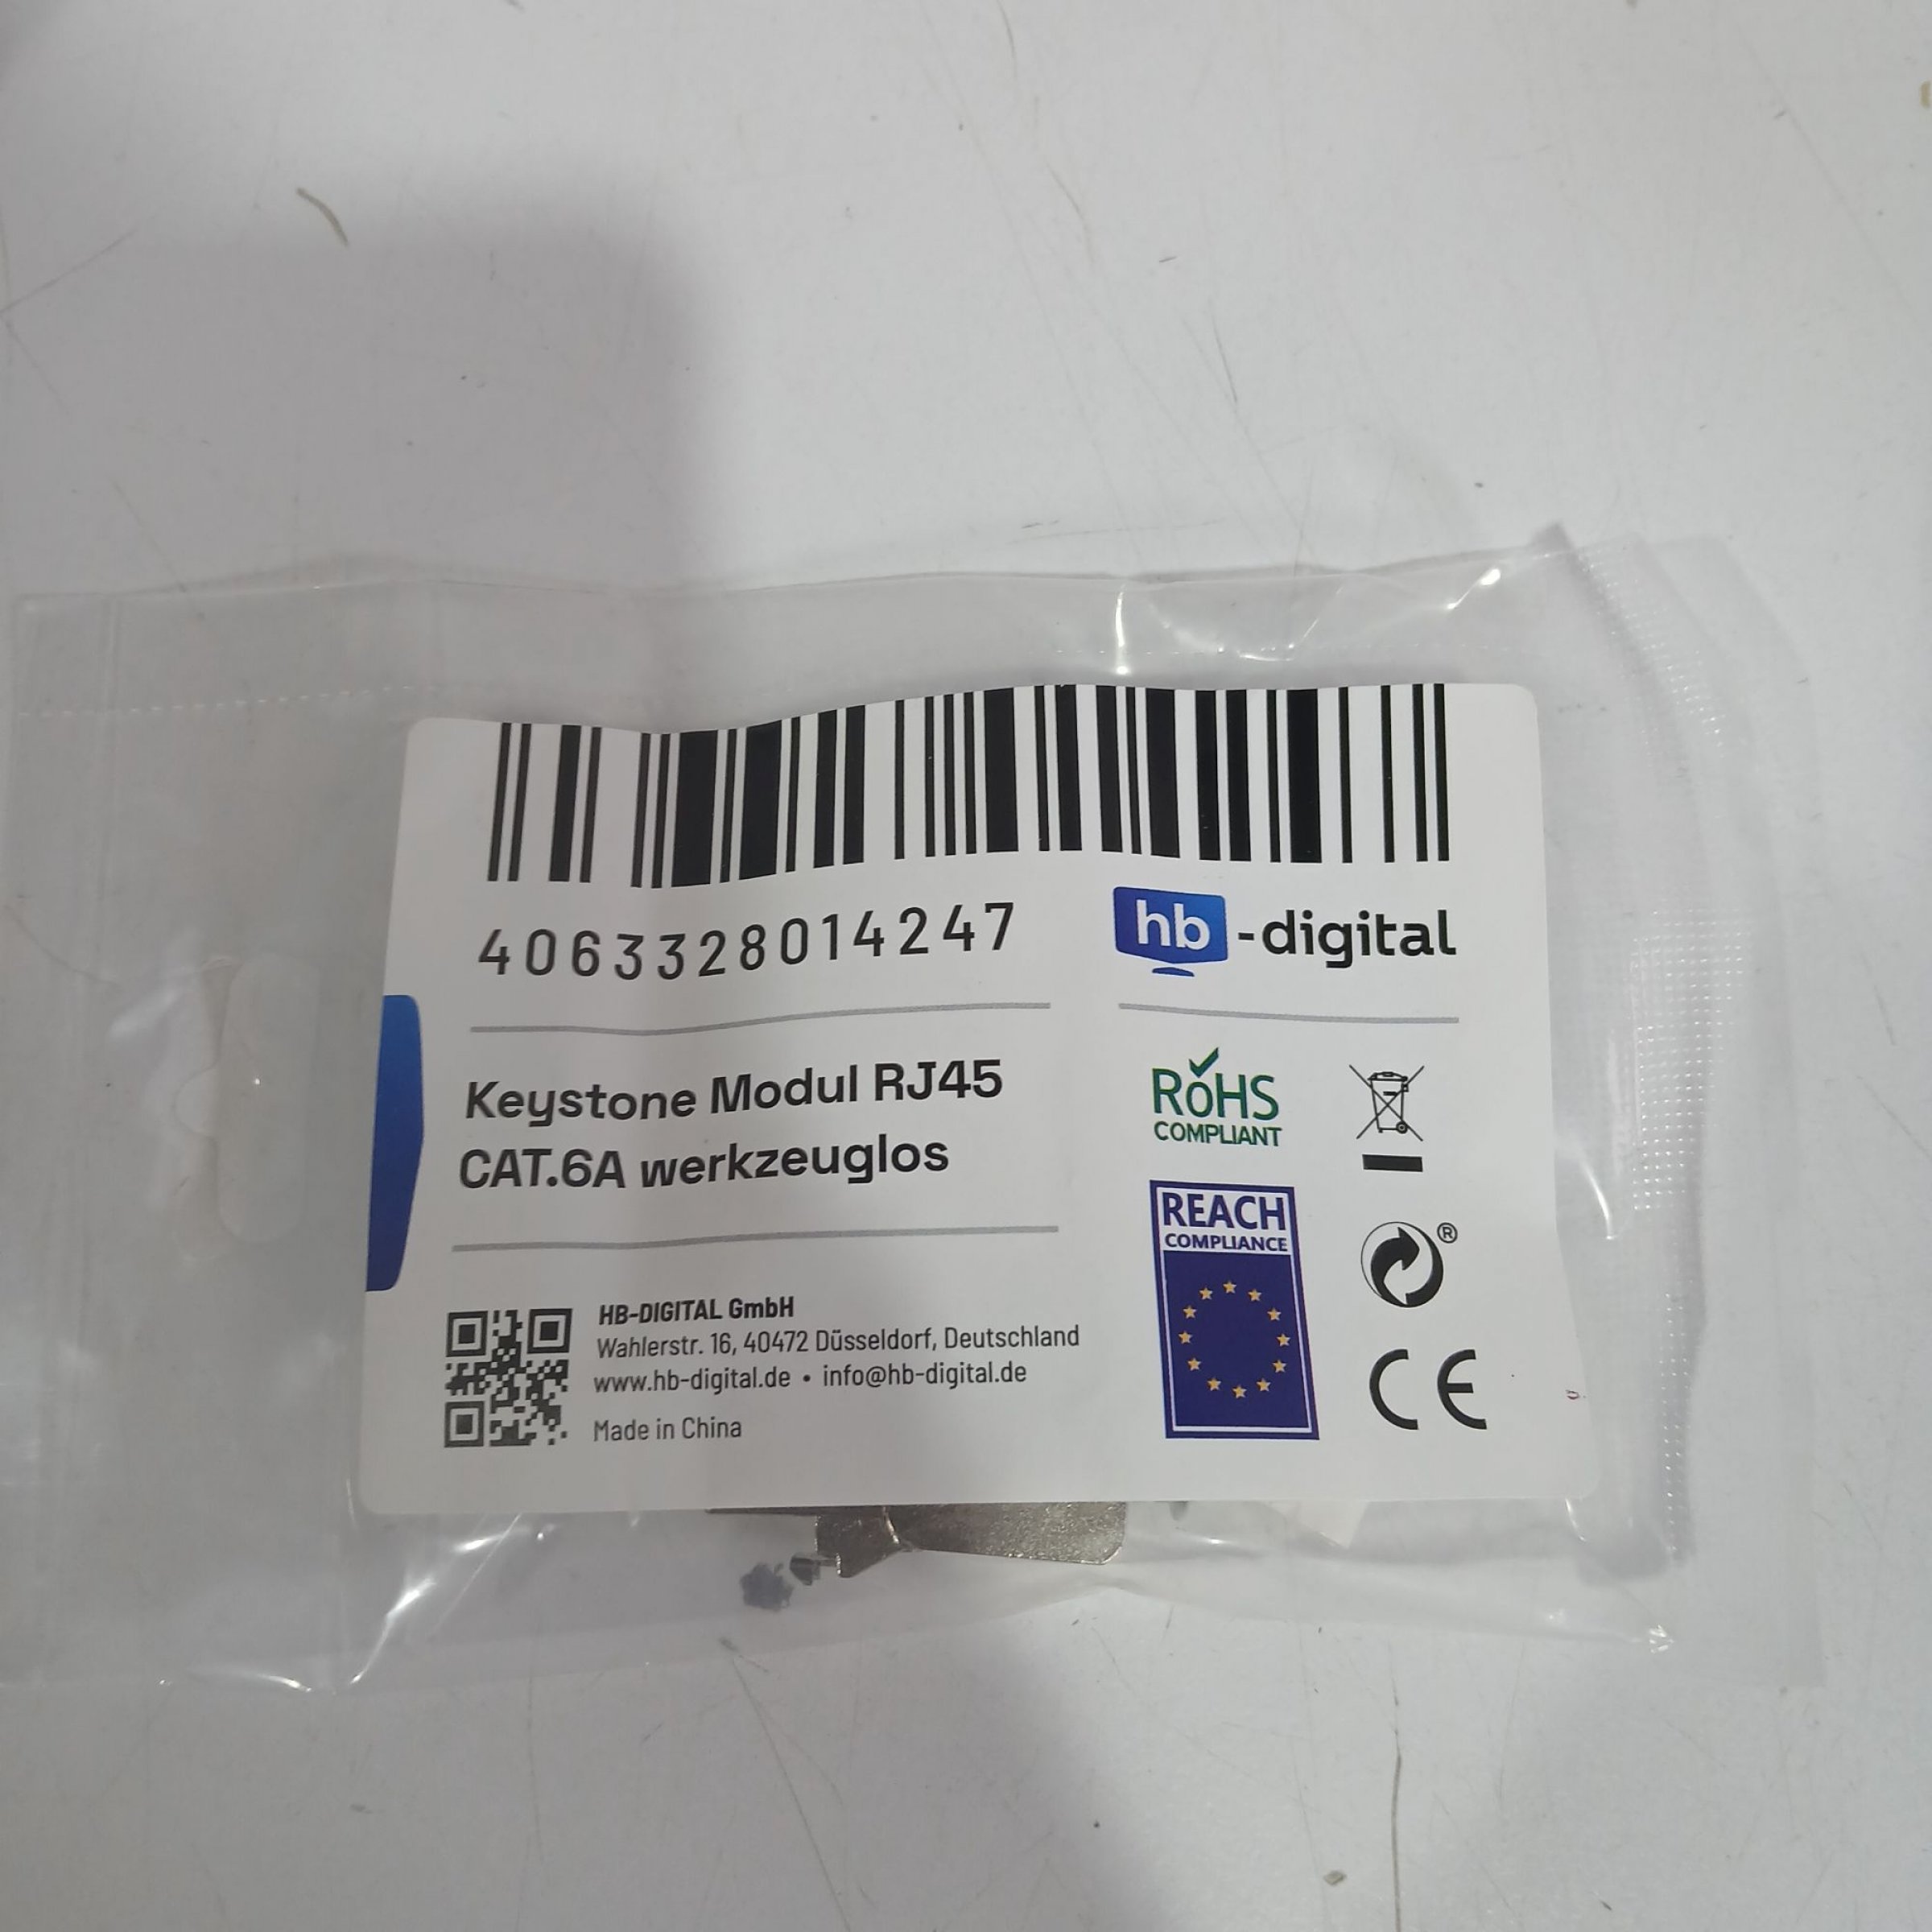 4063328014247
hb-digital
Keystone Modul RJ45
CAT.6A werkzeuglos
HB-DIGITAL GmbH
Wahlerstr. 16, 40472 Düsseldorf, Deutschland
www.hb-digital.de • info@hb-digital.de
Made in China
RoHS
COMPLIANT
REACH
COMPLIANCE
®
CE